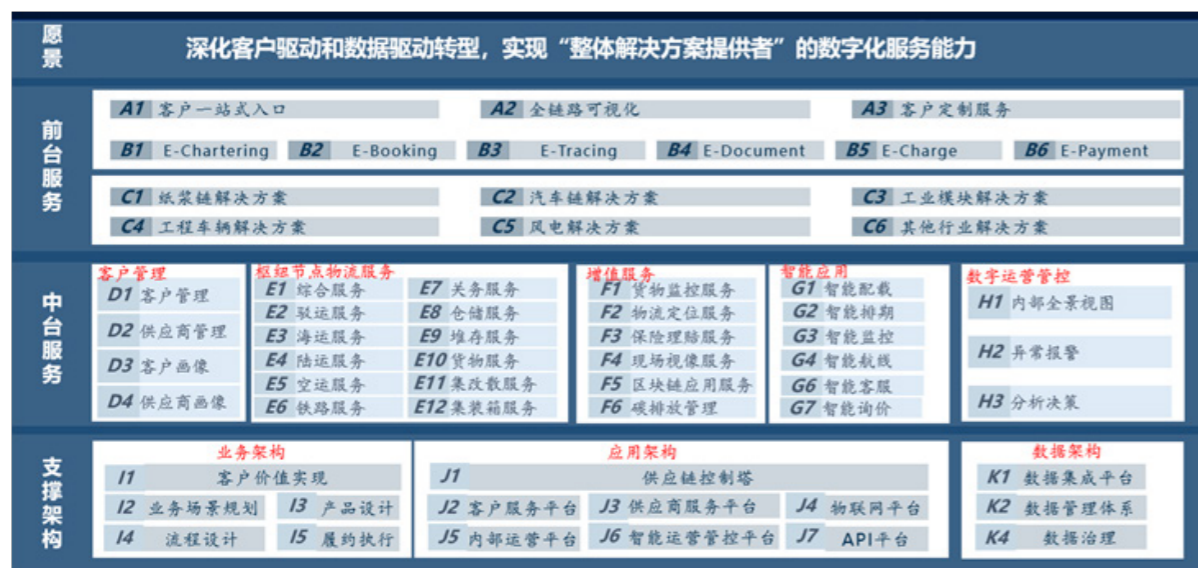 愿景
深化客户驱动和数据驱动转型，实现“整体解决方案提供者”的数字化服务能力
前台服务
A1 客户一站式入口
A2 全链路可视化
A3 客户定制服务
B1 E-Chartering
B2 E-Booking
B3 E-Tracing
B4 E-Document
B5 E-Charge
B6 E-Payment
C1 纸浆链解决方案
C2 汽车链解决方案
C3 工业模块解决方案
C4 工程车辆解决方案
C5 风电解决方案
C6 其他行业解决方案
中台服务
客户管理
D1 客户管理
D2 供应商管理
D3 客户画像
D4 供应商画像
枢纽节点物流服务
E1 综合服务
E2 驳运服务
E3 海运服务
E4 陆运服务
E5 空运服务
E6 铁路服务
E7 关务服务
E8 仓储服务
E9 堆存服务
E10 货物服务
E11 集改散服务
E12 集装箱服务
增值服务
F1 货物监控服务
F2 物流定位服务
F3 保险理赔服务
F4 现场视像服务
F5 区块链应用服务
F6 碳排放管理
智能应用
G1 智能配载
G2 智能排期
G3 智能监控
G4 智能航线
G6 智能客服
G7 智能询价
数字运营管控
H1 内部全景视图
H2 异常报警
H3 分析决策
支撑架构
业务架构
I1 客户价值实现
I2 业务场景规划
I3 产品设计
I4 流程设计
I5 履约执行
应用架构
J1 供应链控制塔
J2 客户服务平台
J3 供应商服务平台
J4 物联网平台
J5 内部运营平台
J6 智能运营管控平台
J7 API平台
数据架构
K1 数据集成平台
K2 数据管理体系
K4 数据治理